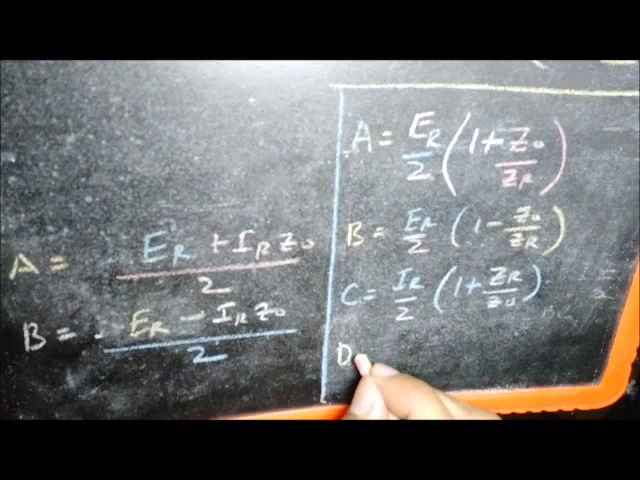 A = E_R + I_R Z_0 / 2
B = E_R - I_R Z_0 / 2
A = E_R/2 (1 + Z_0/Z_R)
B = E_R/2 (1 - Z_0/Z_R)
C = I_R/2 (1 + Z_R/Z_0)
D